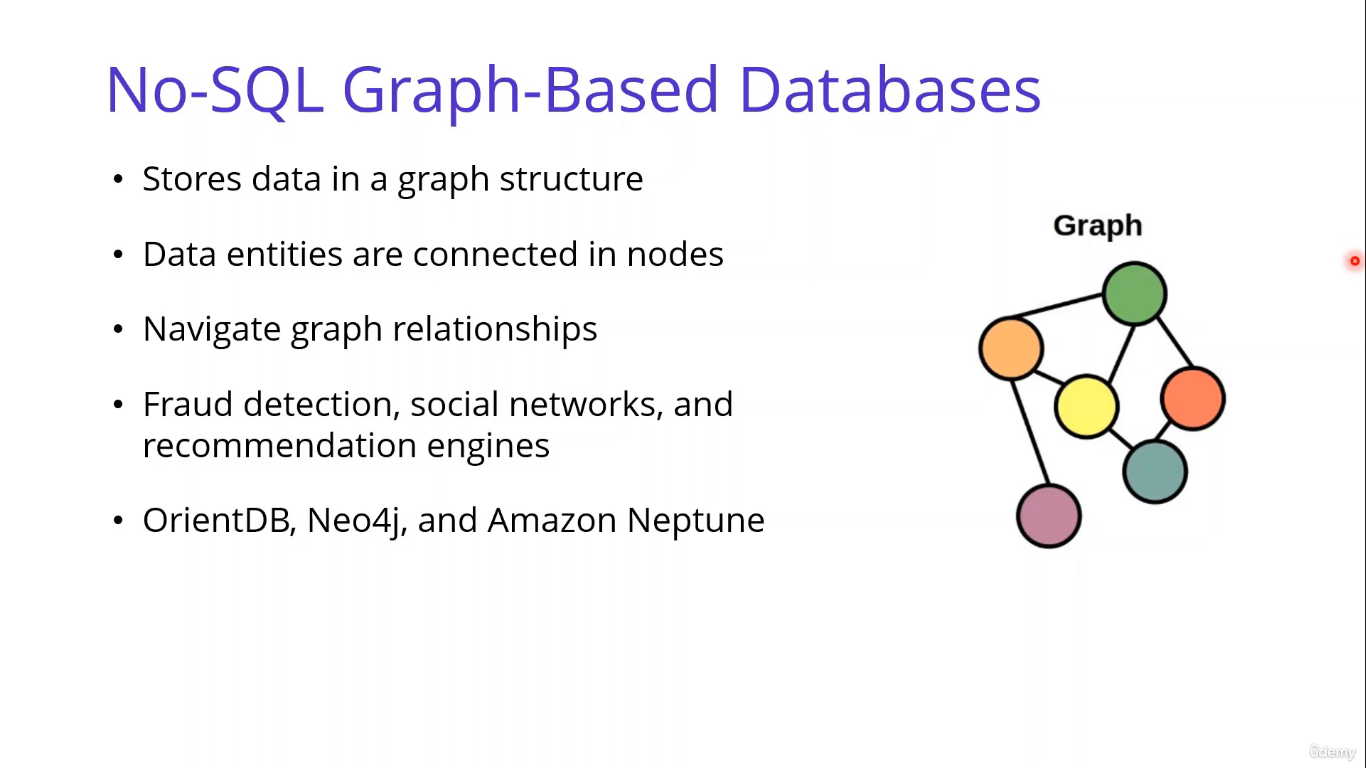 No-SQL Graph-Based Databases
• Stores data in a graph structure
• Data entities are connected in nodes
• Navigate graph relationships
• Fraud detection, social networks, and
recommendation engines
• OrientDB, Neo4j, and Amazon Neptune
Graph
ûdemy